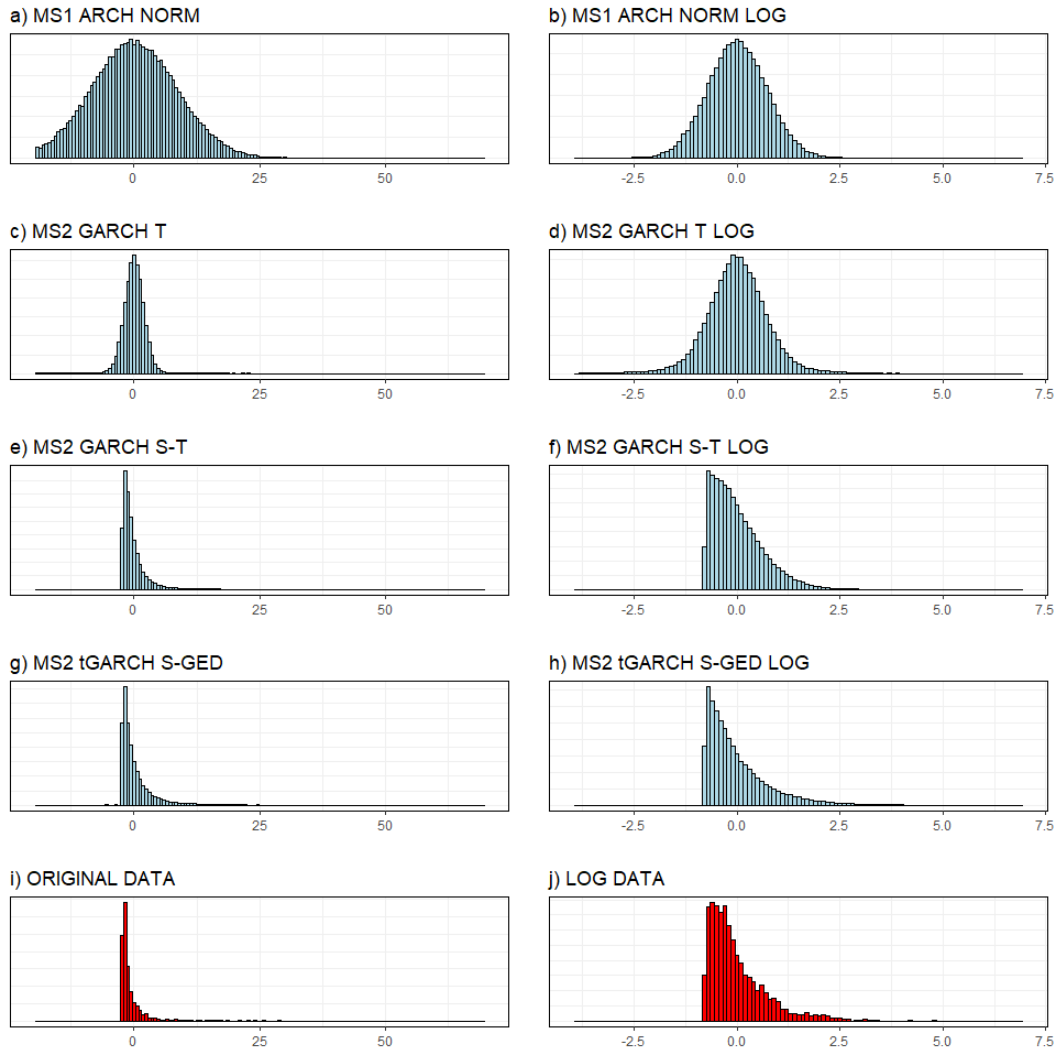 a) MS1 ARCH NORM
b) MS1 ARCH NORM LOG
0 25 50
-2.5 0.0 2.5 5.0 7.5
c) MS2 GARCH T
d) MS2 GARCH T LOG
0 25 50
-2.5 0.0 2.5 5.0 7.5
e) MS2 GARCH S-T
f) MS2 GARCH S-T LOG
0 25 50
-2.5 0.0 2.5 5.0 7.5
g) MS2 tGARCH S-GED
h) MS2 tGARCH S-GED LOG
0 25 50
-2.5 0.0 2.5 5.0 7.5
i) ORIGINAL DATA
j) LOG DATA
0 25 50
-2.5 0.0 2.5 5.0 7.5